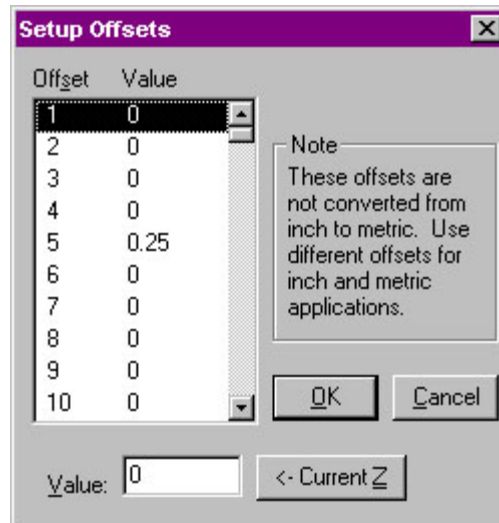 Setup Offsets
Offset Value
1 0
2 0
3 0
4 0
5 0.25
6 0
7 0
8 0
9 0
10 0
Note
These offsets are
not converted from
inch to metric. Use
different offsets for
inch and metric
applications.
OK Cancel
Value: 0 <- Current Z